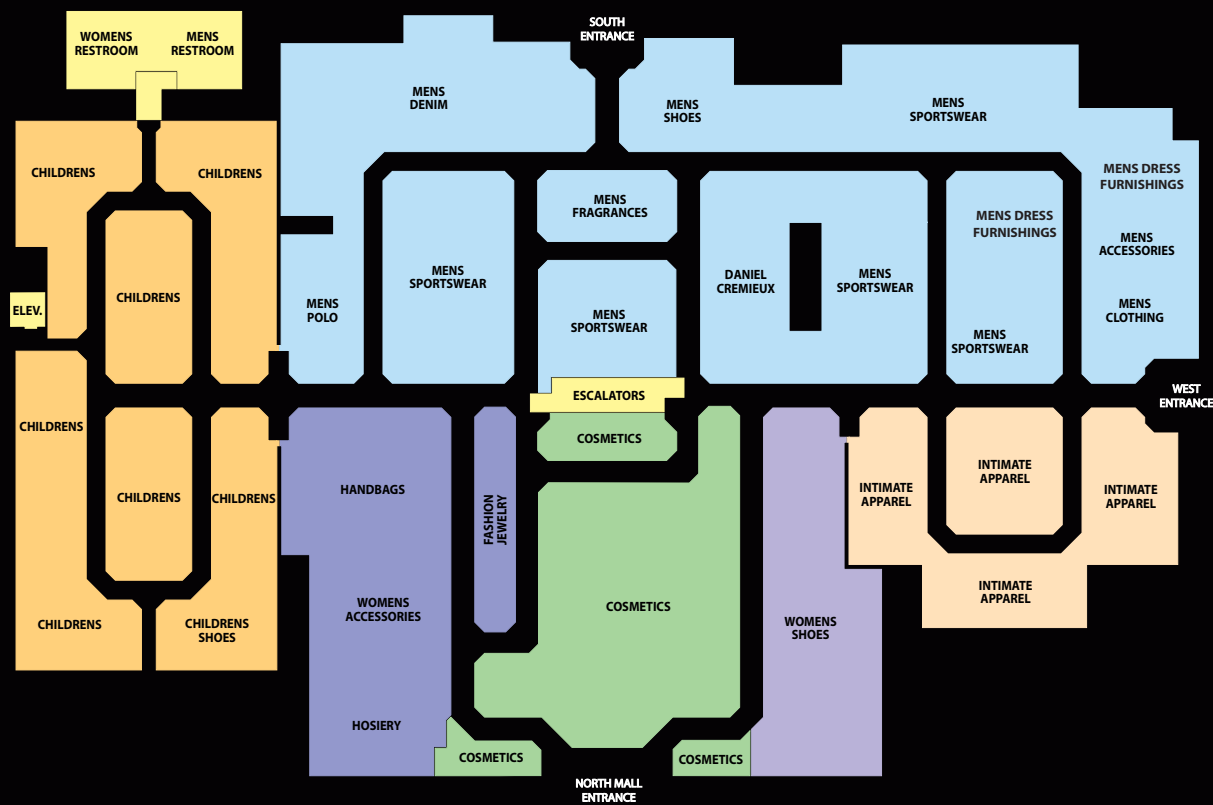 SOUTH
ENTRANCE
WOMENS
RESTROOM
MENS
RESTROOM
MENS
DENIM
MENS
SHOES
MENS
SPORTSWEAR
CHILDRENS
CHILDRENS
MENS DRESS
FURNISHINGS
MENS
FRAGRANCES
MENS DRESS
FURNISHINGS
MENS
ACCESSORIES
CHILDRENS
MENS
SPORTSWEAR
DANIEL
CREMIEUX
MENS
SPORTSWEAR
ELEV.
MENS
POLO
MENS
SPORTSWEAR
MENS
SPORTSWEAR
MENS
CLOTHING
ESCALATORS
WEST
ENTRANCE
CHILDRENS
COSMETICS
CHILDRENS
CHILDRENS
HANDBAGS
FASHION
JEWELRY
INTIMATE
APPAREL
INTIMATE
APPAREL
INTIMATE
APPAREL
CHILDRENS
CHILDRENS
SHOES
WOMENS
ACCESSORIES
COSMETICS
WOMENS
SHOES
INTIMATE
APPAREL
HOSIERY
COSMETICS
COSMETICS
NORTH MALL
ENTRANCE